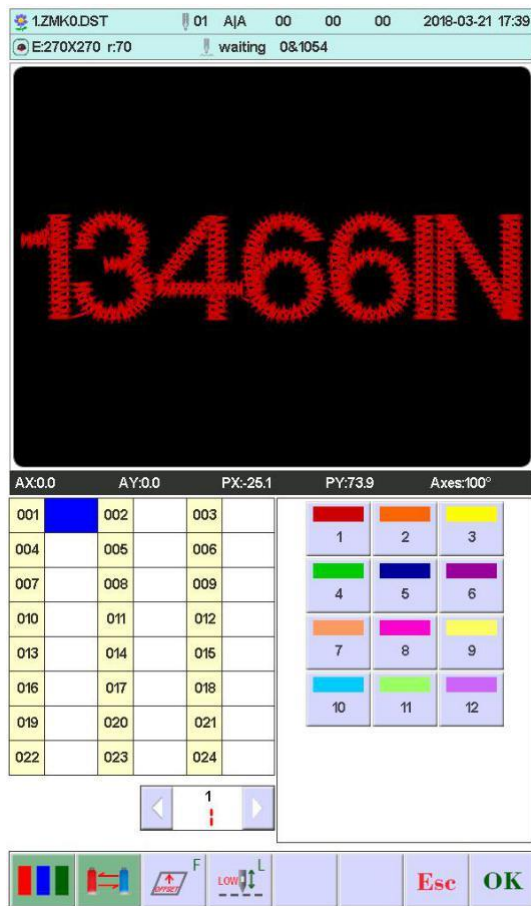 1.ZMK0.DST 01 A|A 00 00 00 2018-03-21 17:39
E:270X270 r:70 waiting 0&1054
13466IN
AX:0.0 AY:0.0 PX:-25.1 PY:73.9 Axes:100°
001 002 003
004 005 006
007 008 009
010 011 012
013 014 015
016 017 018
019 020 021
022 023 024
1 2 3
4 5 6
7 8 9
10 11 12
1
OFFSET F LOW L Esc OK